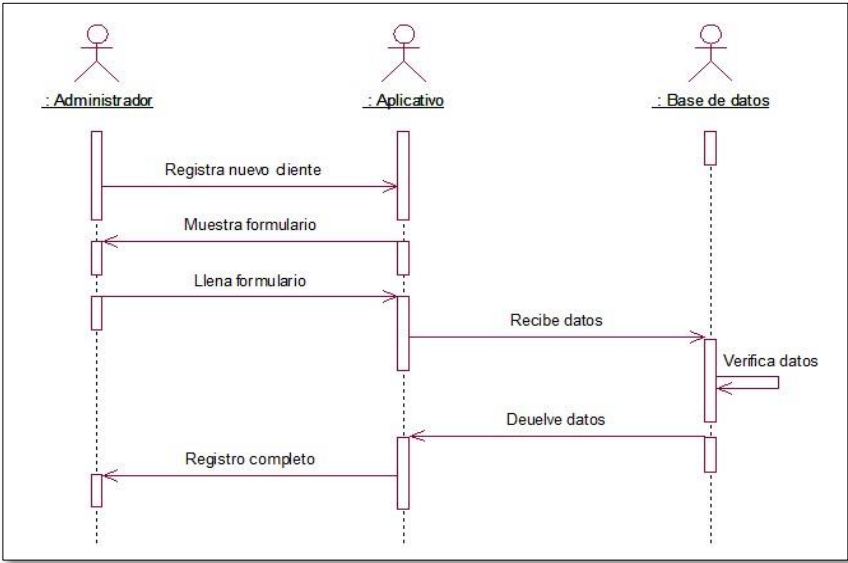 : Administrador
: Aplicativo
: Base de datos
Registra nuevo cliente
Muestra formulario
Llena formulario
Recibe datos
Verifica datos
Deuelve datos
Registro completo